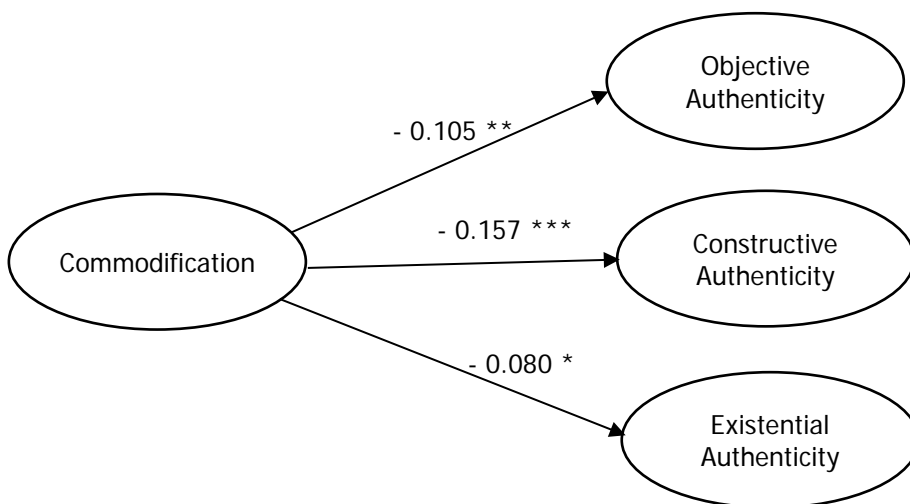 Objective
Authenticity
- 0.105 **
- 0.157 ***
Commodification
Constructive
Authenticity
- 0.080 *
Existential
Authenticity